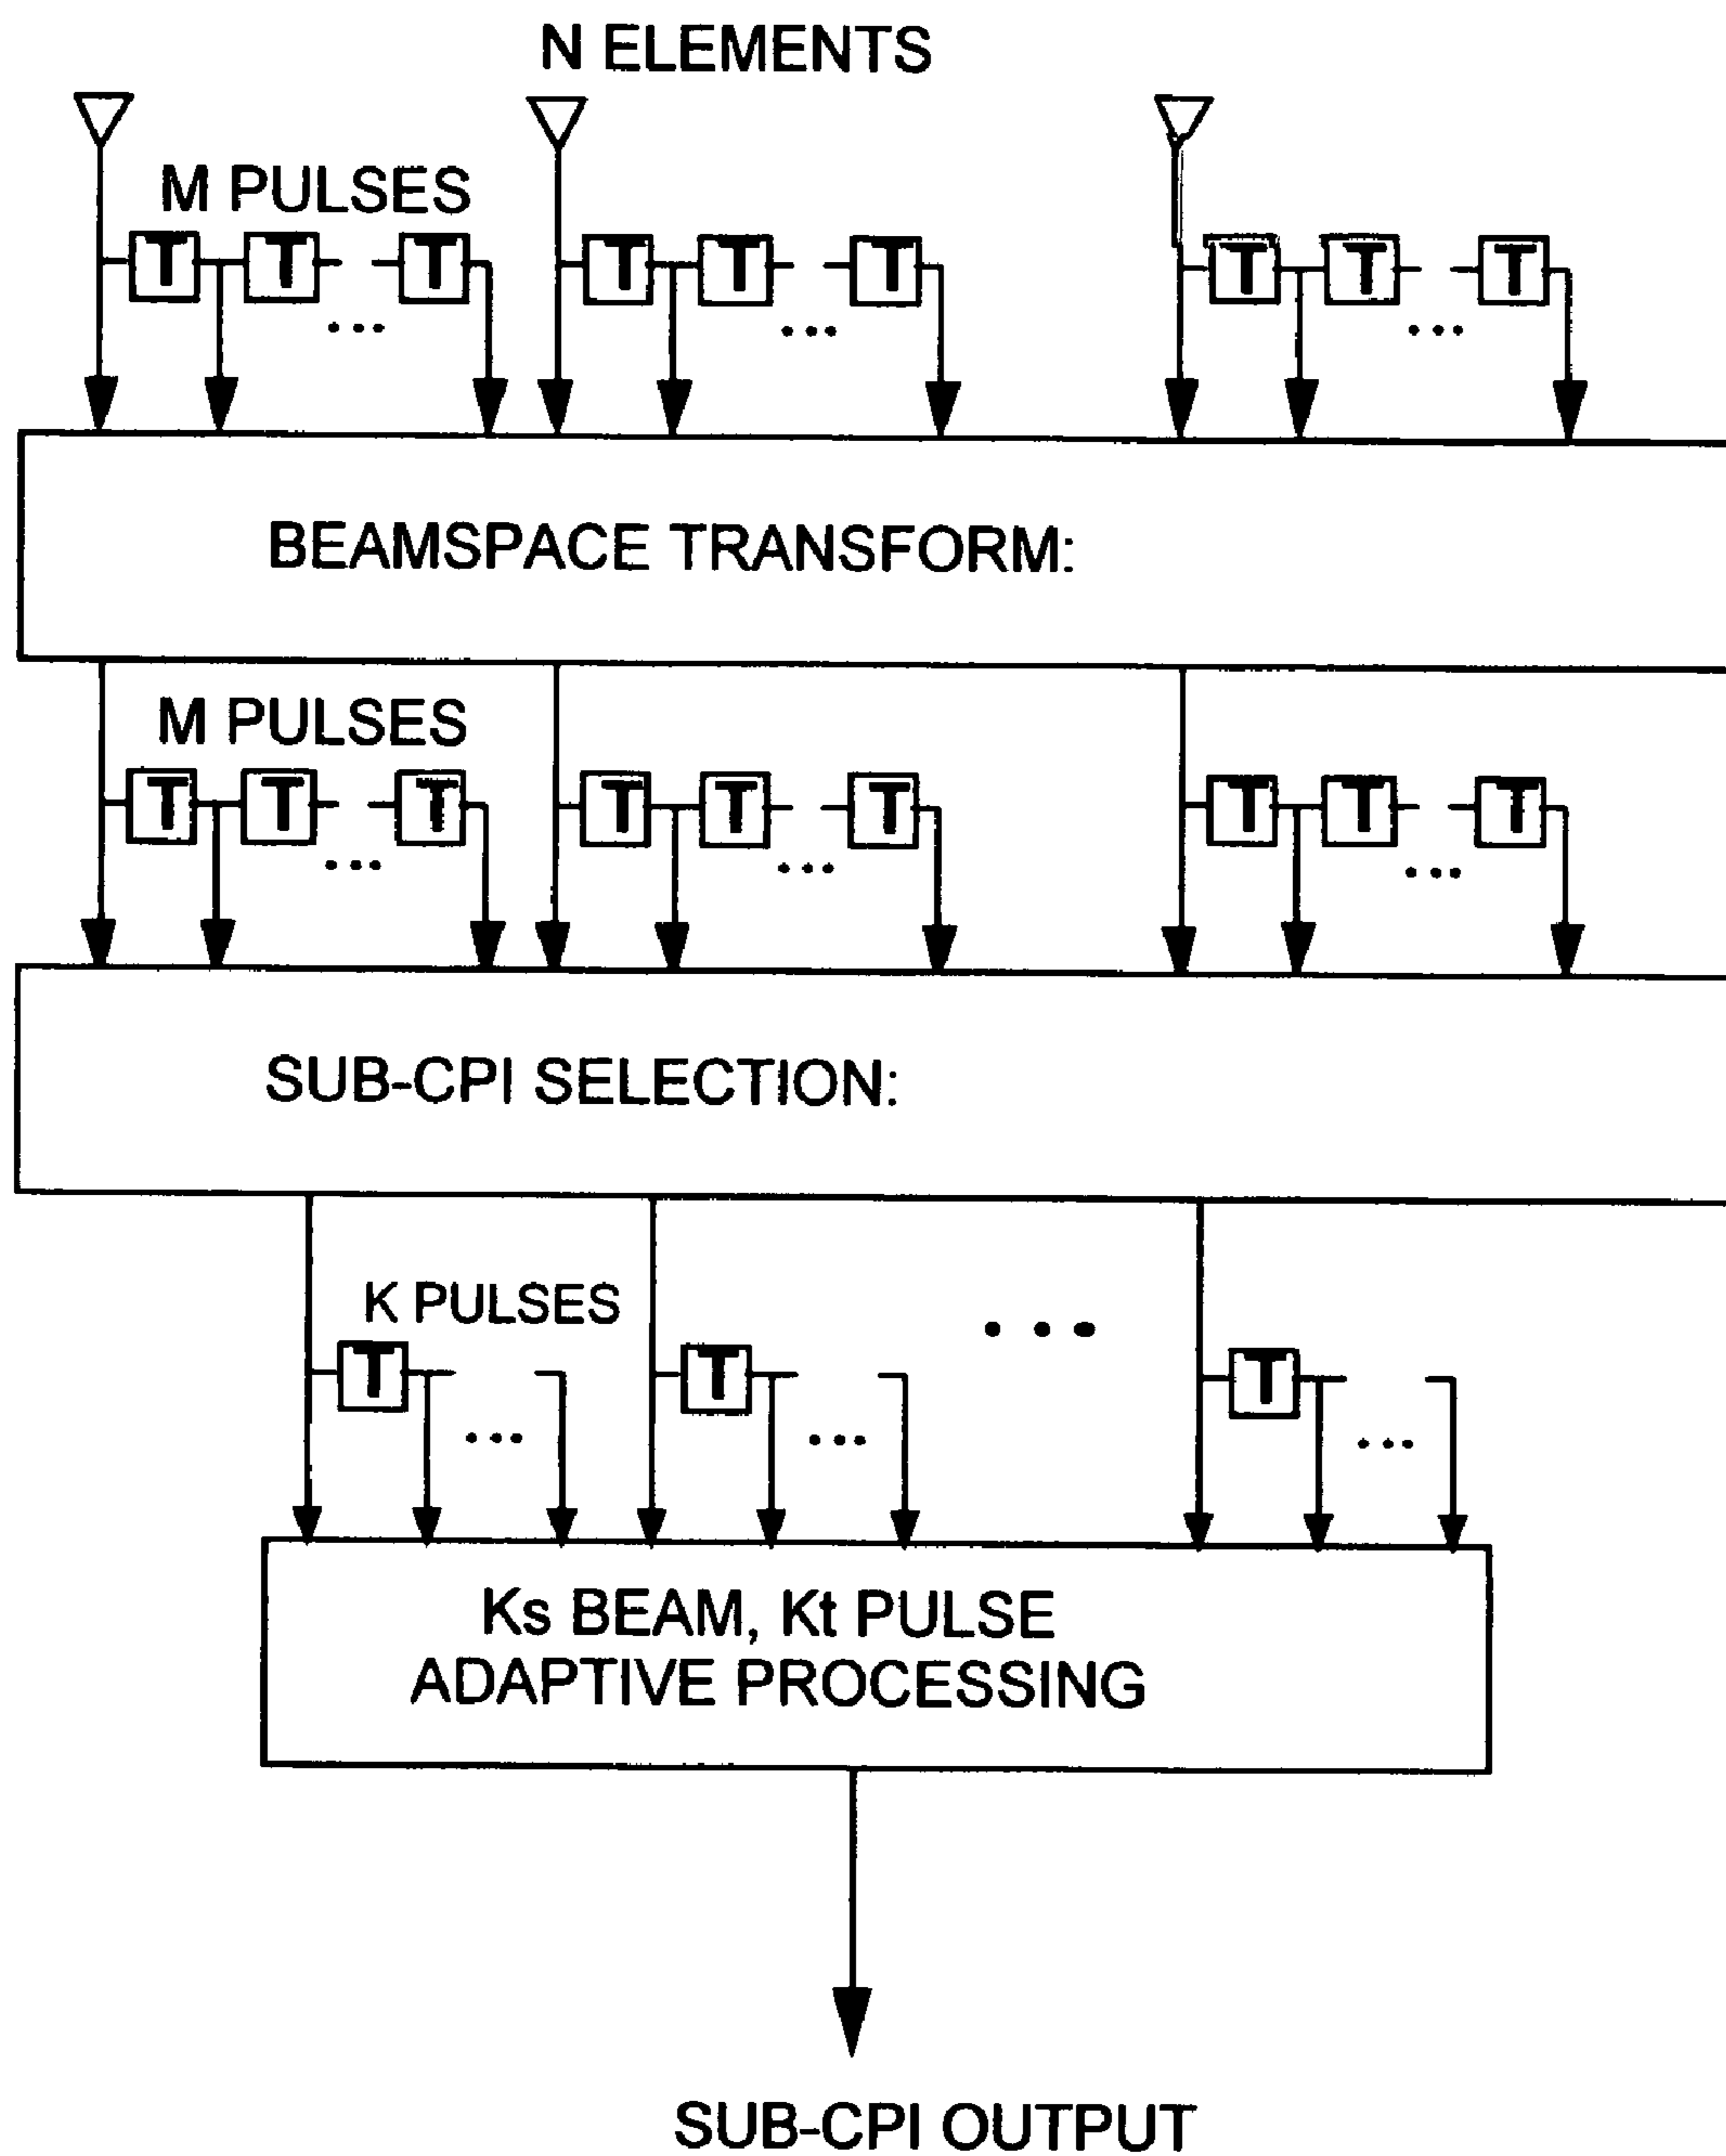 N ELEMENTS
M PULSES
T T T T T T T T T
BEAMSPACE TRANSFORM:
M PULSES
T T T T T T T T T
SUB-CPI SELECTION:
K PULSES
T T T
Ks BEAM, Kt PULSE
ADAPTIVE PROCESSING
SUB-CPI OUTPUT